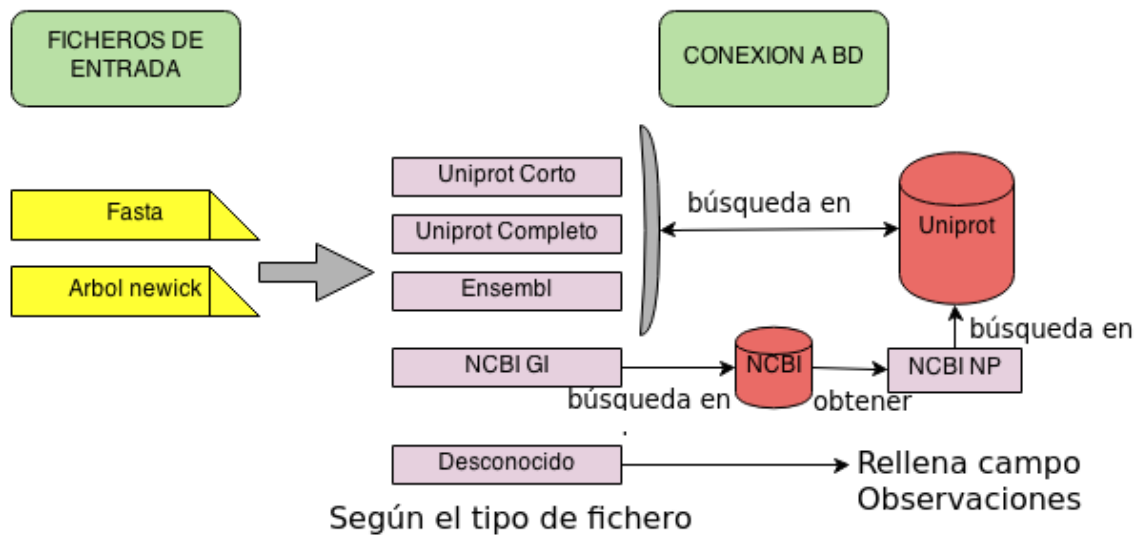 FICHEROS DE
ENTRADA
CONEXION A BD
Fasta
Arbol newick
Uniprot Corto
Uniprot Completo
Ensembl
NCBI GI
Desconocido
Según el tipo de fichero
búsqueda en
Uniprot
búsqueda en
búsqueda en
NCBI
obtener
NCBI NP
Rellena campo
Observaciones